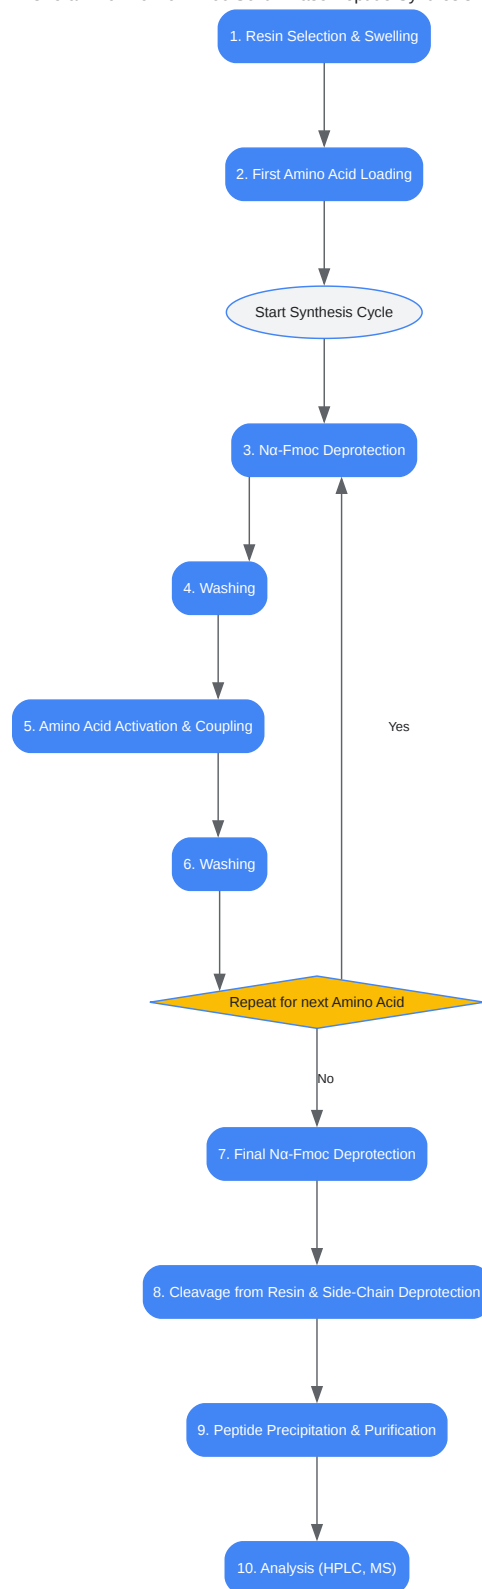 1. Resin Selection & Swelling
2. First Amino Acid Loading
Start Synthesis Cycle
3. Nα-Fmoc Deprotection
4. Washing
5. Amino Acid Activation & Coupling
Yes
6. Washing
Repeat for next Amino Acid
No
7. Final Nα-Fmoc Deprotection
8. Cleavage from Resin & Side-Chain Deprotection
9. Peptide Precipitation & Purification
10. Analysis (HPLC, MS)